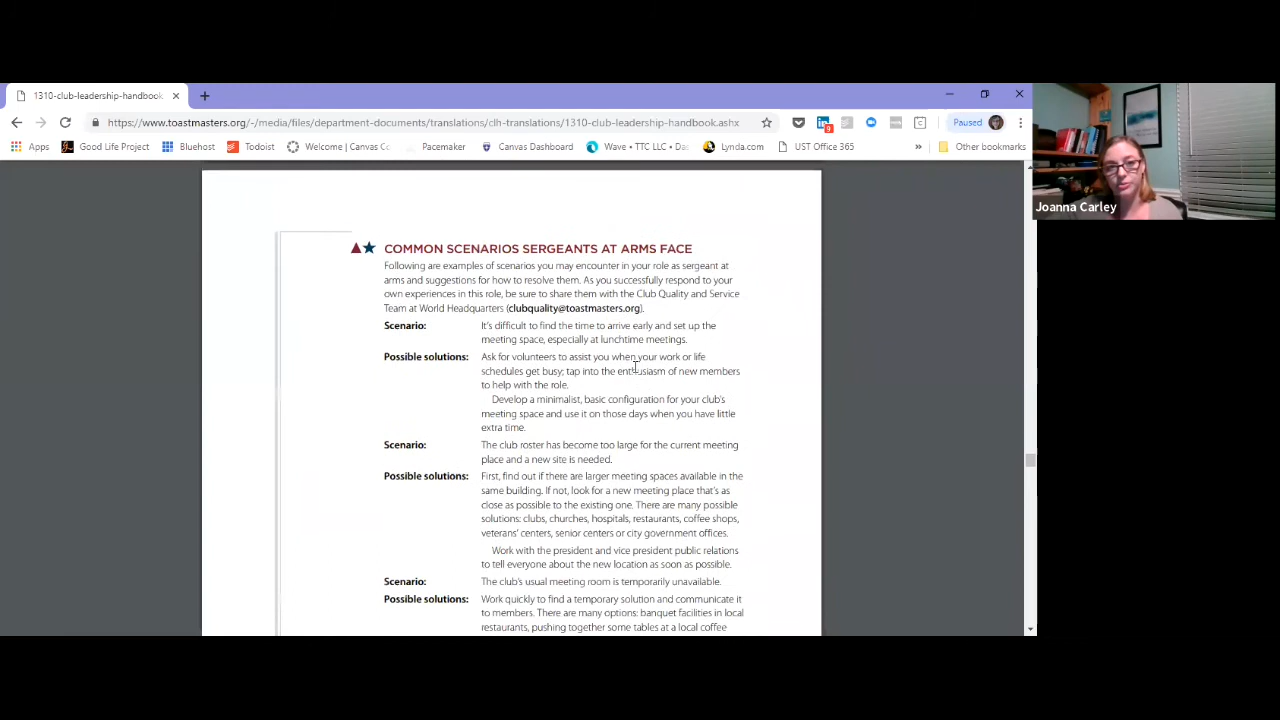 1310-club-leadership-handbook
https://www.toastmasters.org/-/media/files/department-documents/translations/clh-translations/1310-club-leadership-handbook.ashx
9
Paused
Apps
Good Life Project
Bluehost
Todoist
Welcome | Canvas Co
Pacemaker
Canvas Dashboard
Wave • TTC LLC • Das
Lynda.com
UST Office 365
»
Other bookmarks
Joanna Carley
COMMON SCENARIOS SERGEANTS AT ARMS FACE
Following are examples of scenarios you may encounter in your role as sergeant at
arms and suggestions for how to resolve them. As you successfully respond to your
own experiences in this role, be sure to share them with the Club Quality and Service
Team at World Headquarters (clubquality@toastmasters.org).
Scenario: It's difficult to find the time to arrive early and set up the
meeting space, especially at lunchtime meetings.
Possible solutions: Ask for volunteers to assist you when your work or life
schedules get busy; tap into the enthusiasm of new members
to help with the role.
Develop a minimalist, basic configuration for your club's
meeting space and use it on those days when you have little
extra time.
Scenario: The club roster has become too large for the current meeting
place and a new site is needed.
Possible solutions: First, find out if there are larger meeting spaces available in the
same building. If not, look for a new meeting place that's as
close as possible to the existing one. There are many possible
solutions: clubs, churches, hospitals, restaurants, coffee shops,
veterans' centers, senior centers or city government offices.
Work with the president and vice president public relations
to tell everyone about the new location as soon as possible.
Scenario: The club's usual meeting room is temporarily unavailable.
Possible solutions: Work quickly to find a temporary solution and communicate it
to members. There are many options: banquet facilities in local
restaurants, pushing together some tables at a local coffee